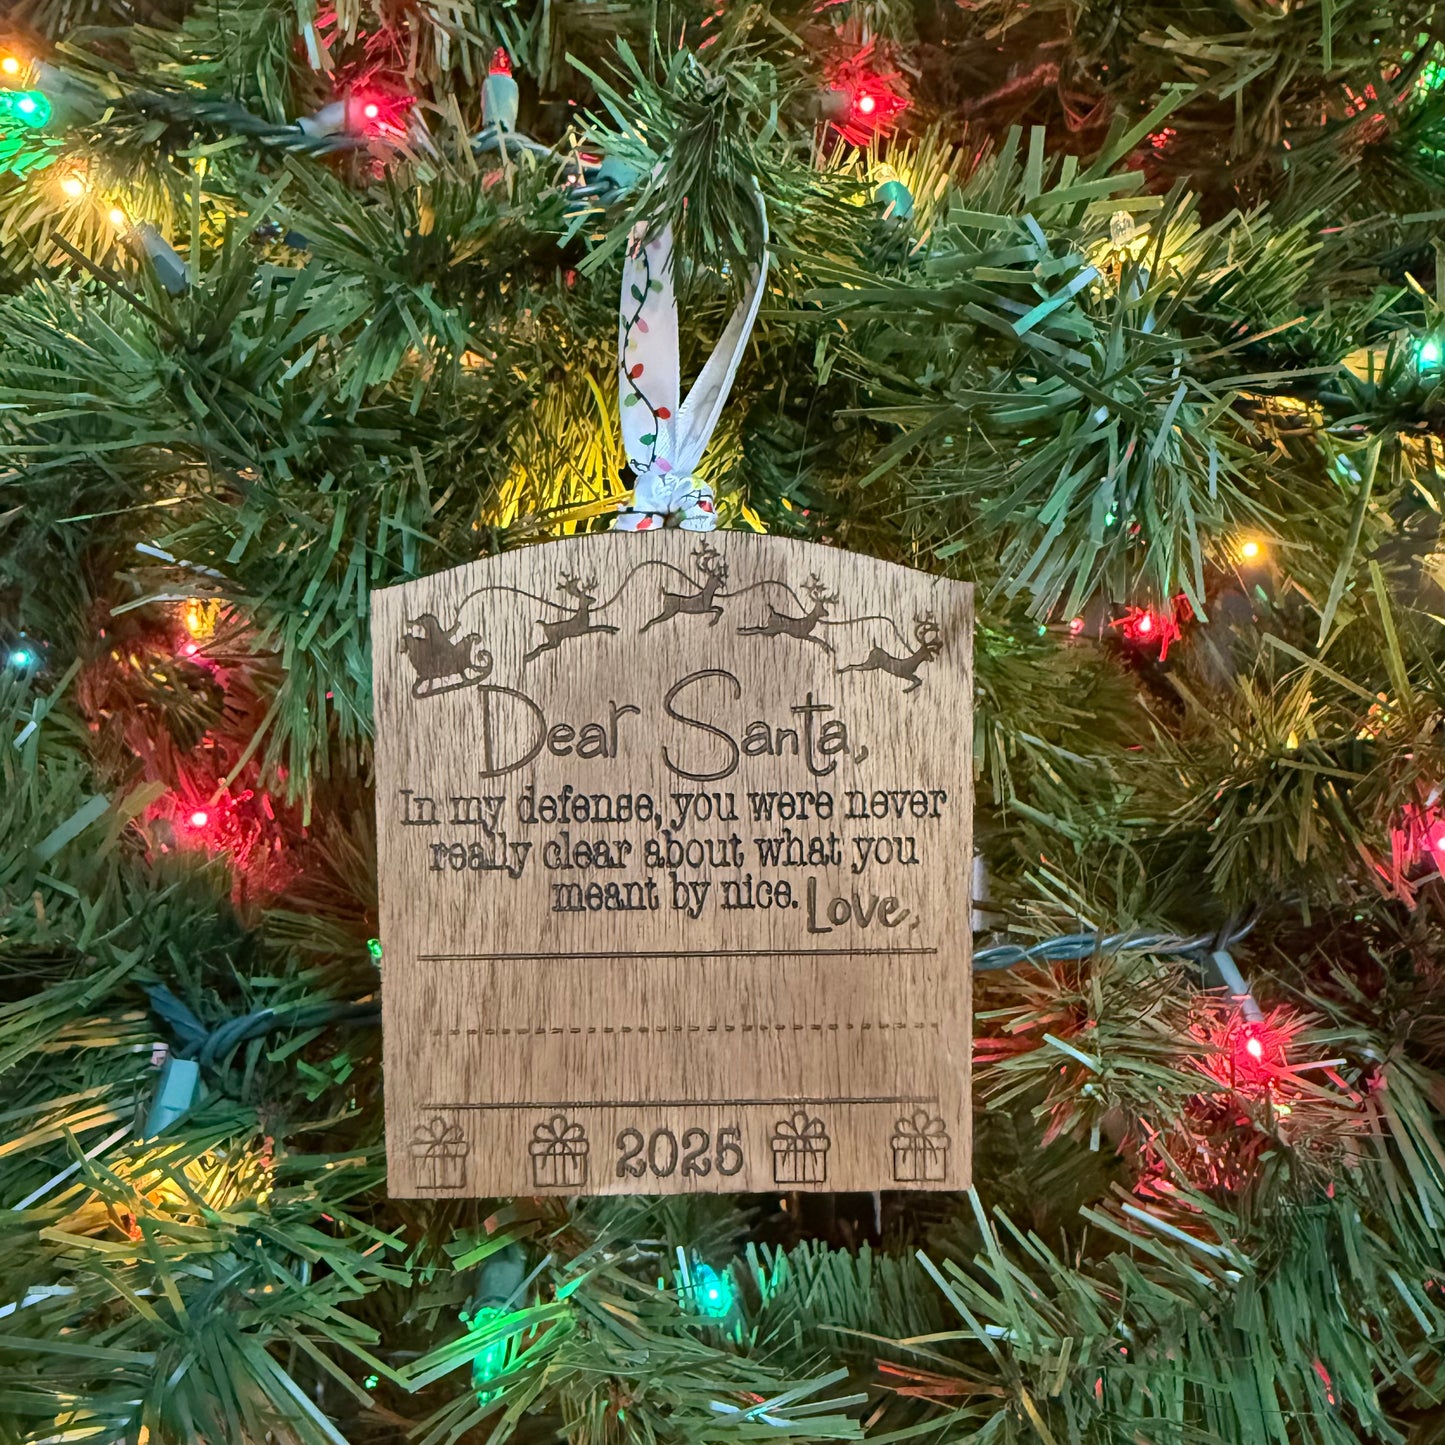 Dear Santa,
In my defense, you were never
really clear about what you
meant by nice. Love,
2025